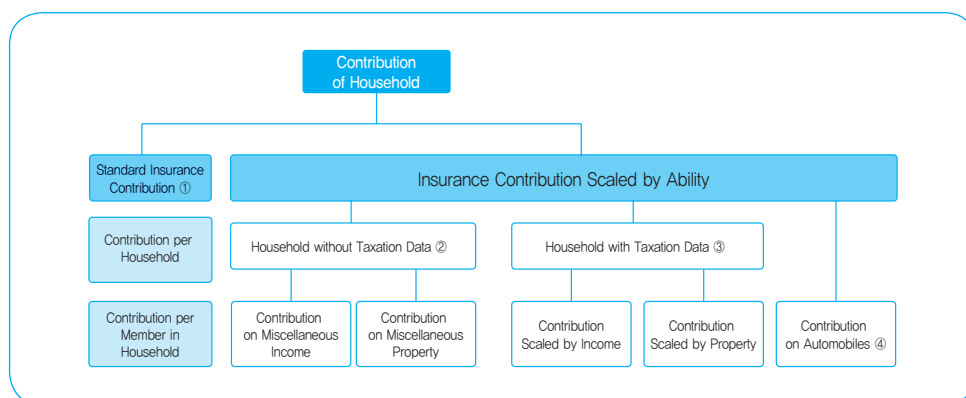 Contribution
of Household
Standard Insurance
Contribution ①
Insurance Contribution Scaled by Ability
Contribution per
Household
Household without Taxation Data ②
Household with Taxation Data ③
Contribution per
Member in
Household
Contribution
on Miscellaneous
Income
Contribution
on Miscellaneous
Property
Contribution
Scaled by Income
Contribution
Scaled by Property
Contribution
on Automobiles ④